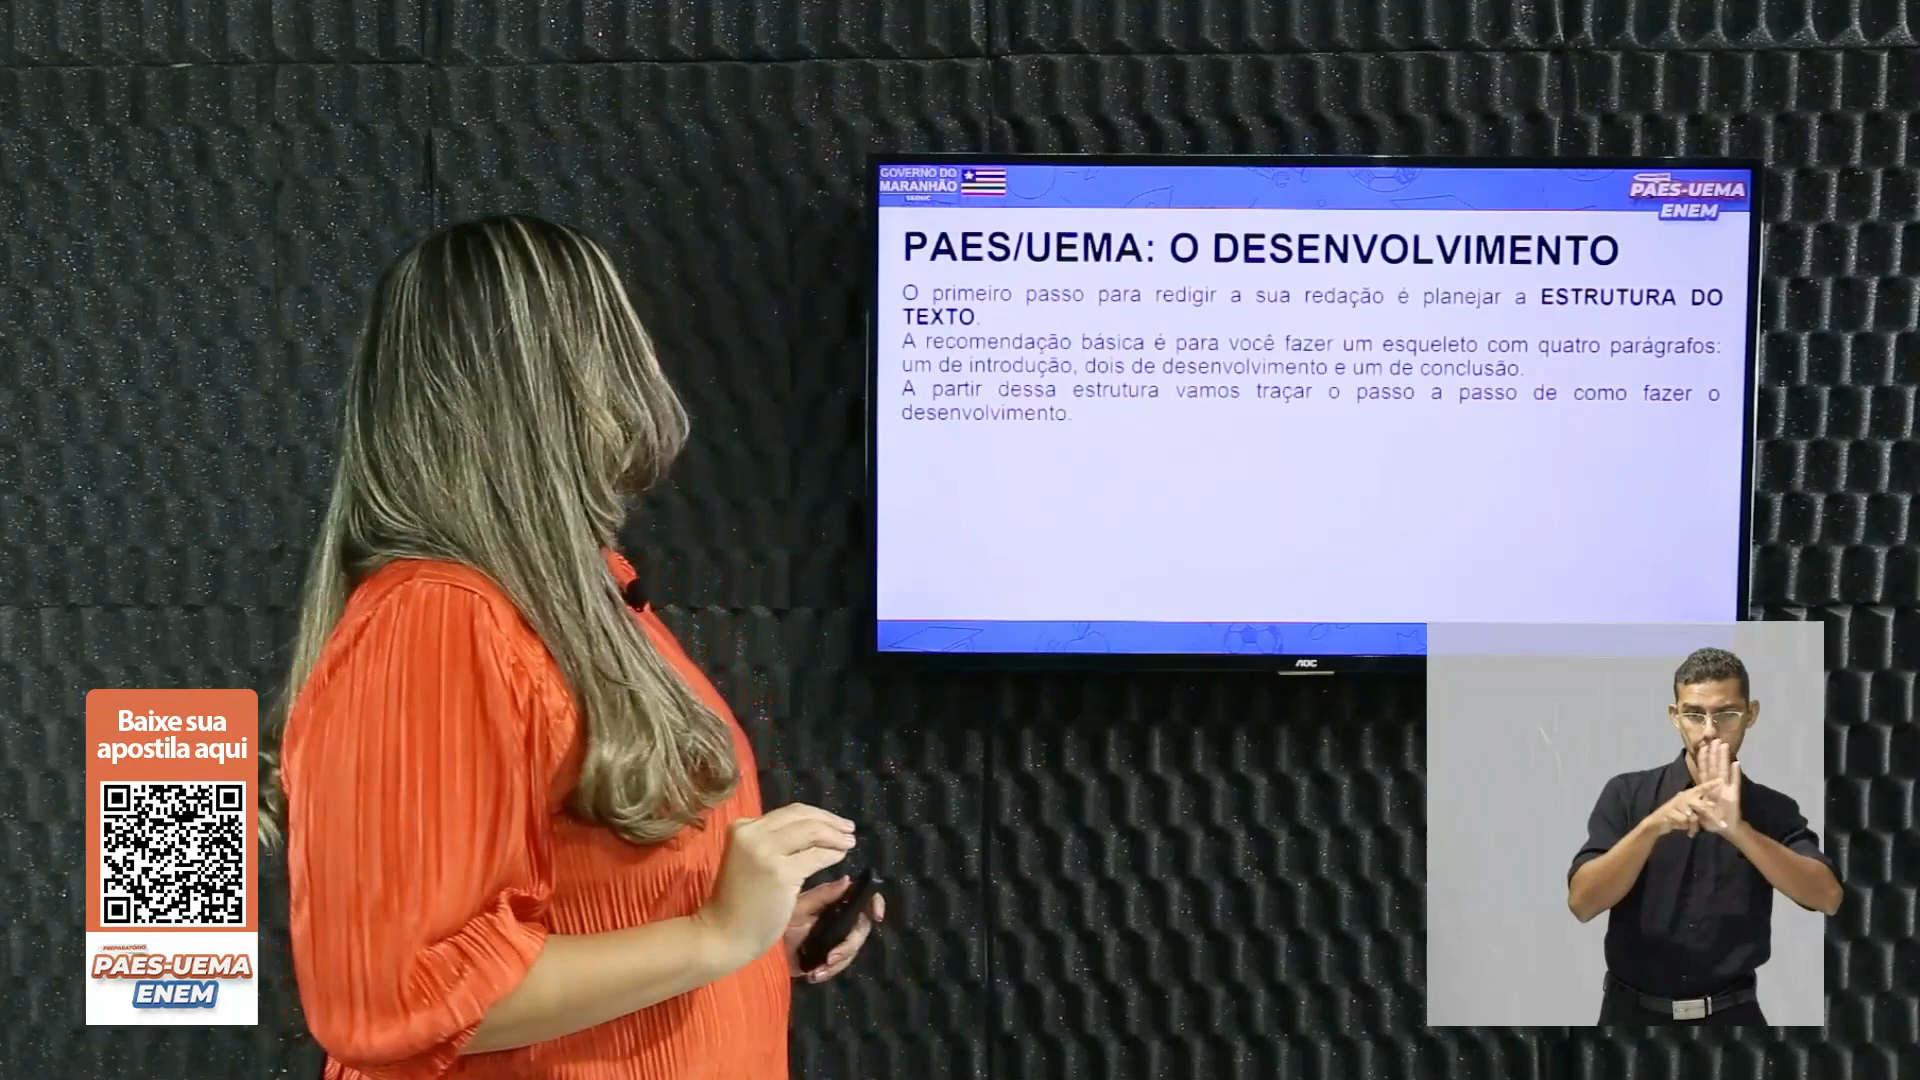 GOVERNO DO
MARANHÃO
PAES-UEMA
ENEM
PAES/UEMA: O DESENVOLVIMENTO
O primeiro passo para redigir a sua redação é planejar a ESTRUTURA DO
TEXTO.
A recomendação básica é para você fazer um esqueleto com quatro parágrafos:
um de introdução, dois de desenvolvimento e um de conclusão.
A partir dessa estrutura vamos traçar o passo a passo de como fazer o
desenvolvimento.
AOC
Baixe sua
apostila aqui
PREPARATÓRIO
PAES-UEMA
ENEM